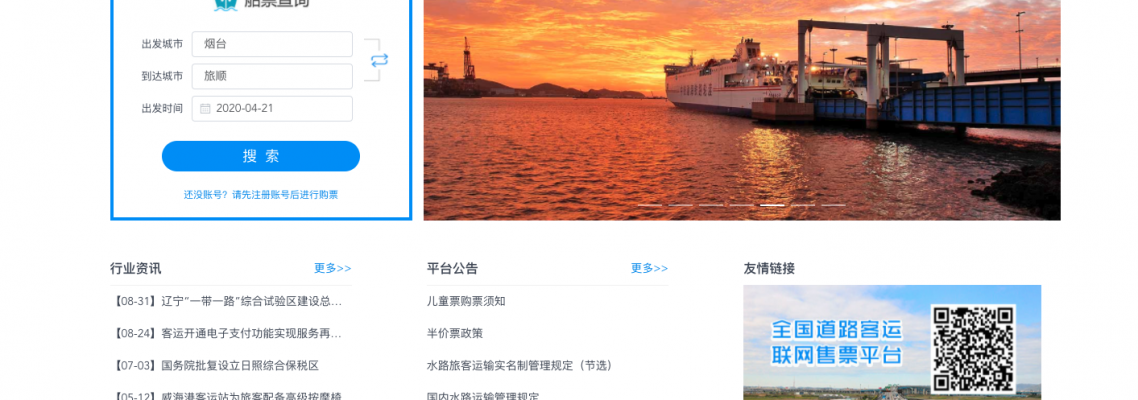 船票查询
出发城市 烟台
到达城市 旅顺
出发时间 2020-04-21
搜 索
还没账号？请先注册账号后进行购票
行业资讯 更多>>
【08-31】辽宁“一带一路”综合试验区建设总...
【08-24】客运开通电子支付功能实现服务再...
【07-03】国务院批复设立日照综合保税区
【05-12】威海港客运站为旅客配备高级按摩椅
平台公告 更多>>
儿童票购票须知
半价票政策
水路旅客运输实名制管理规定（节选）
国内水路运输管理规定
友情链接
全国道路客运
联网售票平台